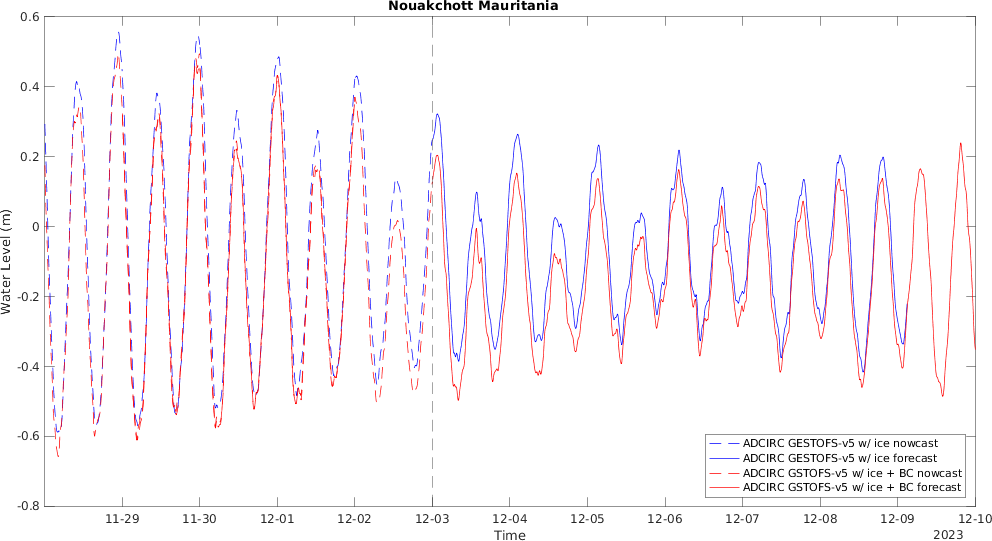 Nouakchott Mauritania
0.6
0.4
0.2
0
-0.2
-0.4
-0.6
-0.8
Water Level (m)
ADCIRC GESTOFS-v5 w/ ice nowcast
ADCIRC GESTOFS-v5 w/ ice forecast
ADCIRC GSTOFS-v5 w/ ice + BC nowcast
ADCIRC GSTOFS-v5 w/ ice + BC forecast
11-29 11-30 12-01 12-02 12-03 12-04 12-05 12-06 12-07 12-08 12-09 12-10
Time
2023